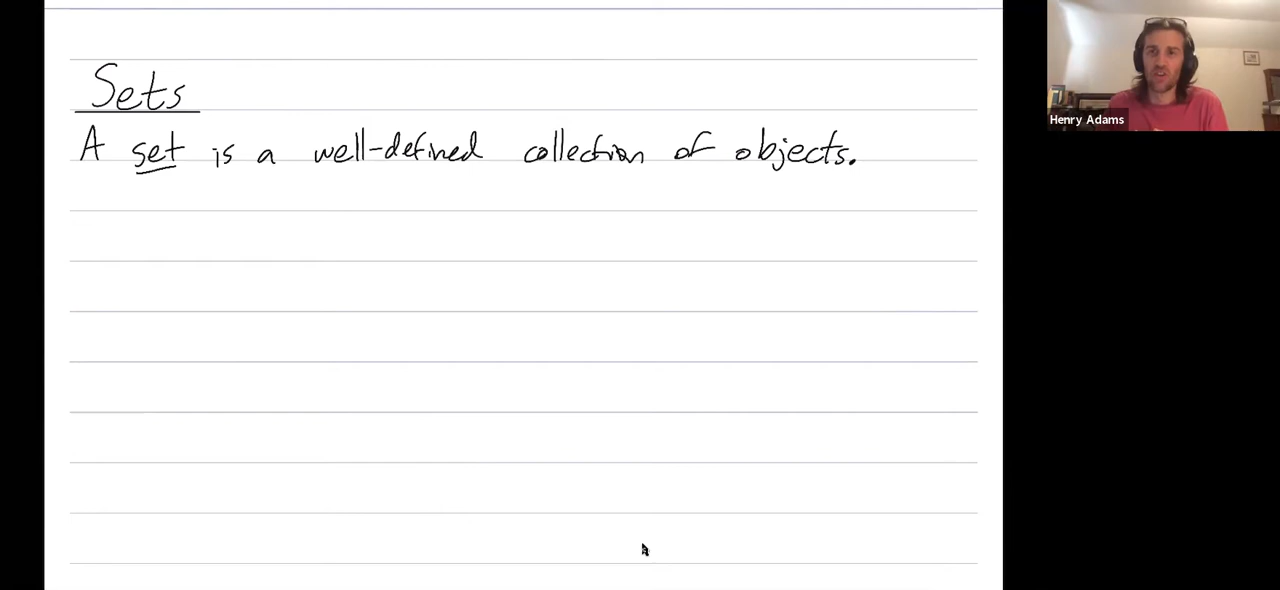 Sets
A set is a well-defined collection of objects.
Henry Adams